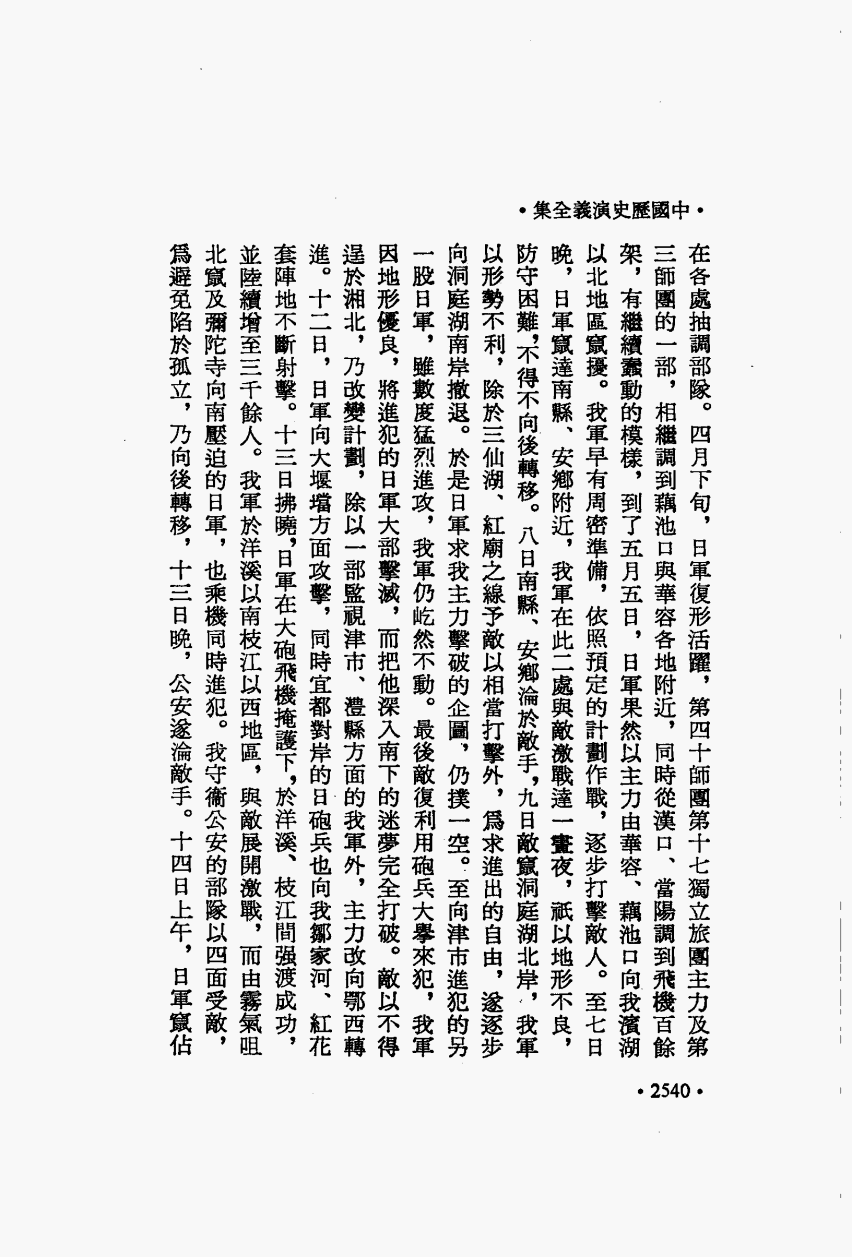 •中國歷史演義全集•
在各處抽調部隊。四月下旬，日軍復形活躍，第四十師團第十七獨立旅團主力及第
三師團的一部，相繼調到藕池口與華容各地附近，同時從漢口、當陽調到飛機百餘
架，有繼續蠢動的模樣，到了五月五日，日軍果然以主力由華容、藕池口向我濱湖
以北地區竄擾。我軍早有周密準備，依照預定的計劃作戰，逐步打擊敵人。至七日
晚，日軍竄達南縣、安鄉附近，我軍在此二處與敵激戰達一晝夜，祇以地形不良，
防守困難，不得不向後轉移。八日南縣、安鄉淪於敵手，九日敵竄洞庭湖北岸，我軍
以形勢不利，除於三仙湖、紅廟之線予敵以相當打擊外，爲求進出的自由，遂逐步
向洞庭湖南岸撤退。於是日軍求我主力擊破的企圖，仍撲一空。至向津市進犯的另
一股日軍，雖數度猛烈進攻，我軍仍屹然不動。最後敵復利用砲兵大舉來犯，我軍
因地形優良，將進犯的日軍大部擊滅，而把他深入南下的迷夢完全打破。敵以不得
逞於湘北，乃改變計劃，除以一部監視津市、澧縣方面的我軍外，主力改向鄂西轉
進。十二日，日軍向大堰壋方面攻擊，同時宜都對岸的日砲兵也向我鄒家河、紅花
套陣地不斷射擊。十三日拂曉，日軍在大砲飛機掩護下，於洋溪、枝江間强渡成功，
並陸續增至三千餘人。我軍於洋溪以南枝江以西地區，與敵展開激戰，而由霧氣咀
北竄及彌陀寺向南壓迫的日軍，也乘機同時進犯。我守衞公安的部隊以四面受敵，
爲避免陷於孤立，乃向後轉移，十三日晚，公安遂淪敵手。十四日上午，日軍竄佔
•2540•